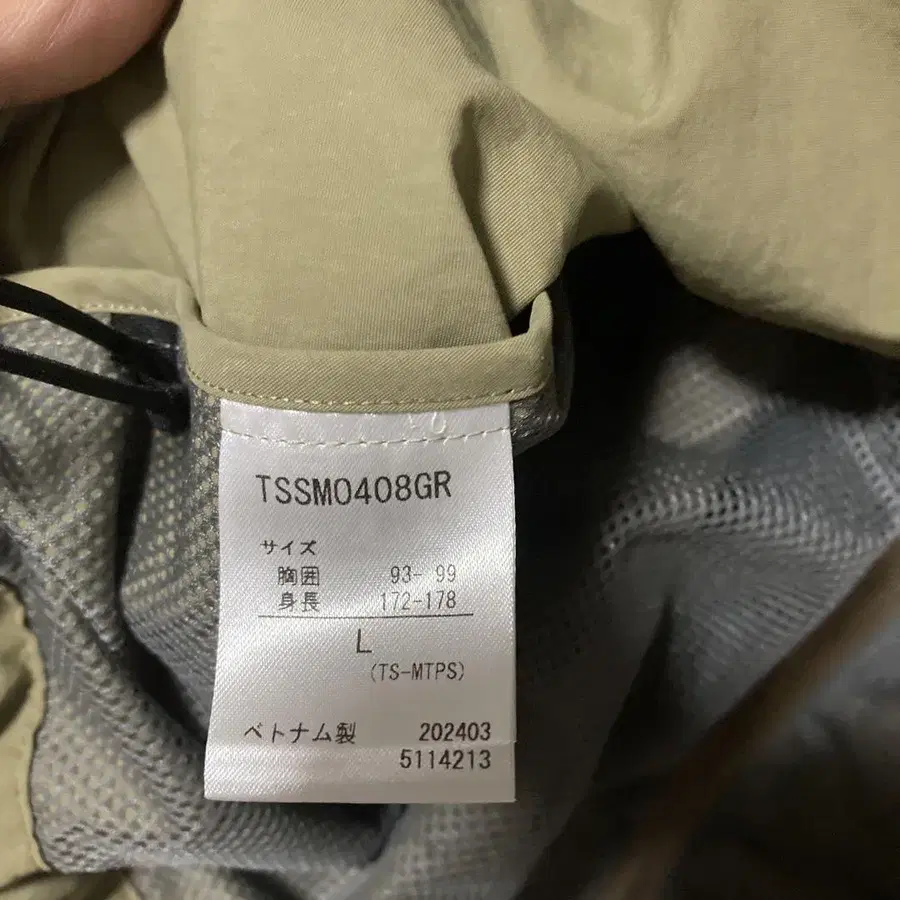 TSSM0408GR
サイズ
胸囲 93- 99
身長 172-178
L
(TS-MTPS)
ベトナム製 202403
5114213